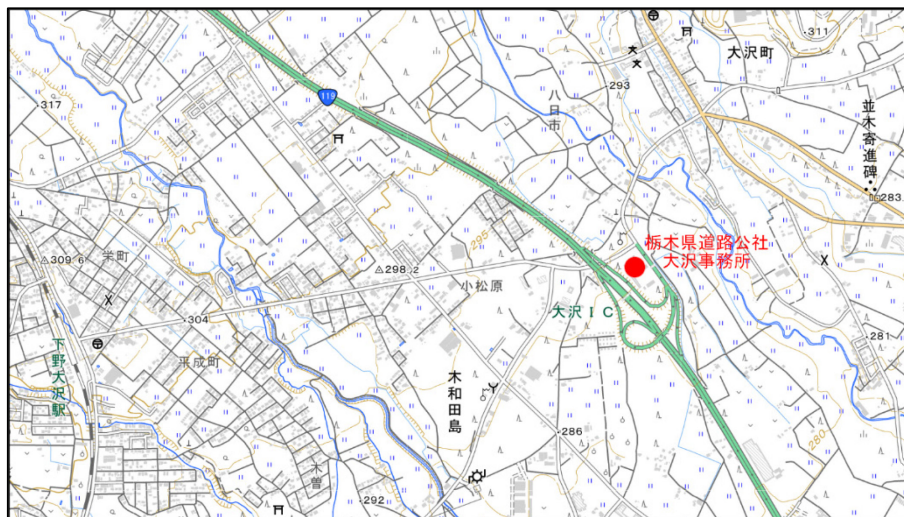 311
大沢町
317
119
293
八日市
並木寄進碑
283
295
栃木県道路公社
大沢事務所
309.6
栄町
298.2
小松原
大沢IC
304
281
下野大沢駅
平成町
木和田島
286
280
木曽
292